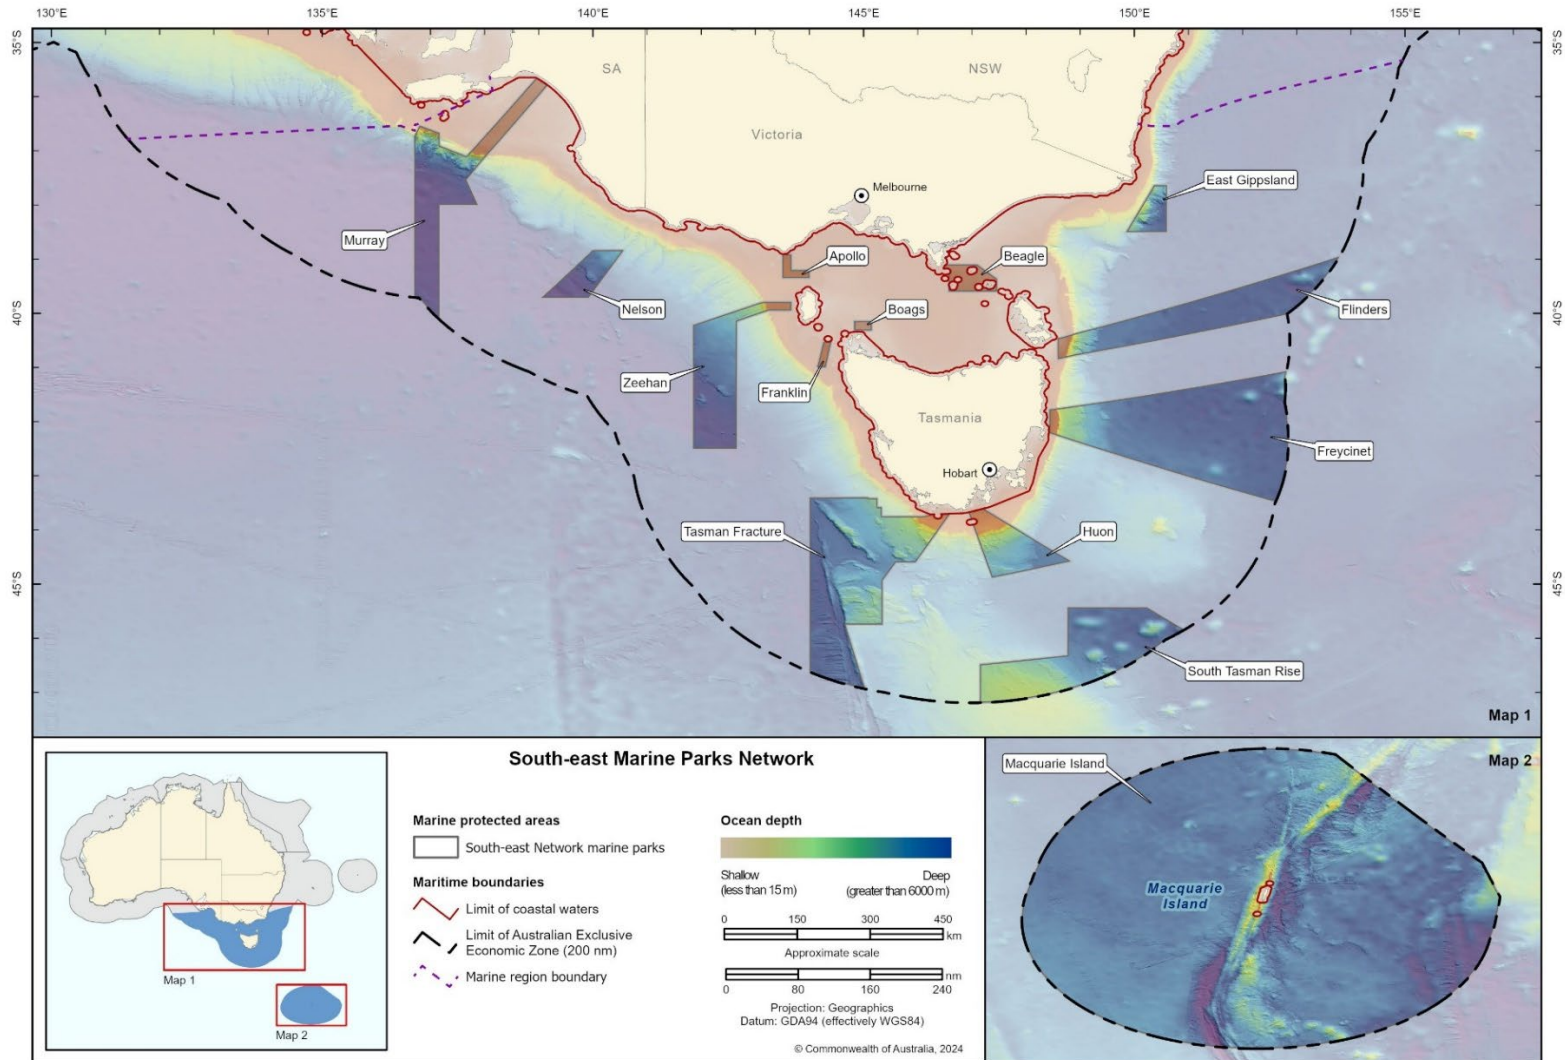 130°E 135°E 140°E 145°E 150°E 155°E
35°S 35°S
SA NSW
Victoria
Melbourne
East Gippsland
Murray
Apollo Beagle
Nelson Boags Flinders
40°S 40°S
Zeehan
Franklin
Tasmania
Freycinet
Hobart
Tasman Fracture Huon
45°S 45°S
South Tasman Rise
Map 1
South-east Marine Parks Network
Marine protected areas
South-east Network marine parks
Maritime boundaries
Limit of coastal waters
Limit of Australian Exclusive
Economic Zone (200 nm)
Marine region boundary
Ocean depth
Shallow Deep
(less than 15 m) (greater than 6000 m)
0 150 300 450
km
Approximate scale
nm
0 80 160 240
Projection: Geographics
Datum: GDA94 (effectively WGS84)
© Commonwealth of Australia, 2024
Map 1
Map 2
Macquarie Island
Map 2
Macquarie
Island